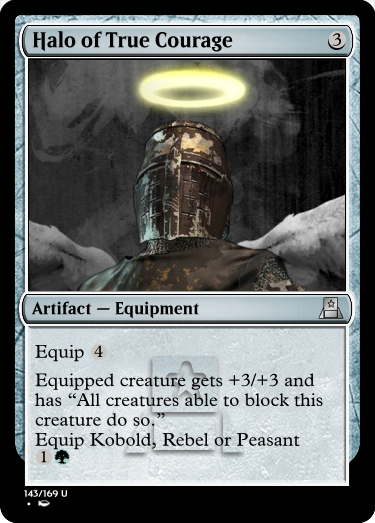 Halo of True Courage 3
Artifact — Equipment
Equip 4
Equipped creature gets +3/+3 and
has “All creatures able to block this
creature do so.”
Equip Kobold, Rebel or Peasant
1
143/169 U